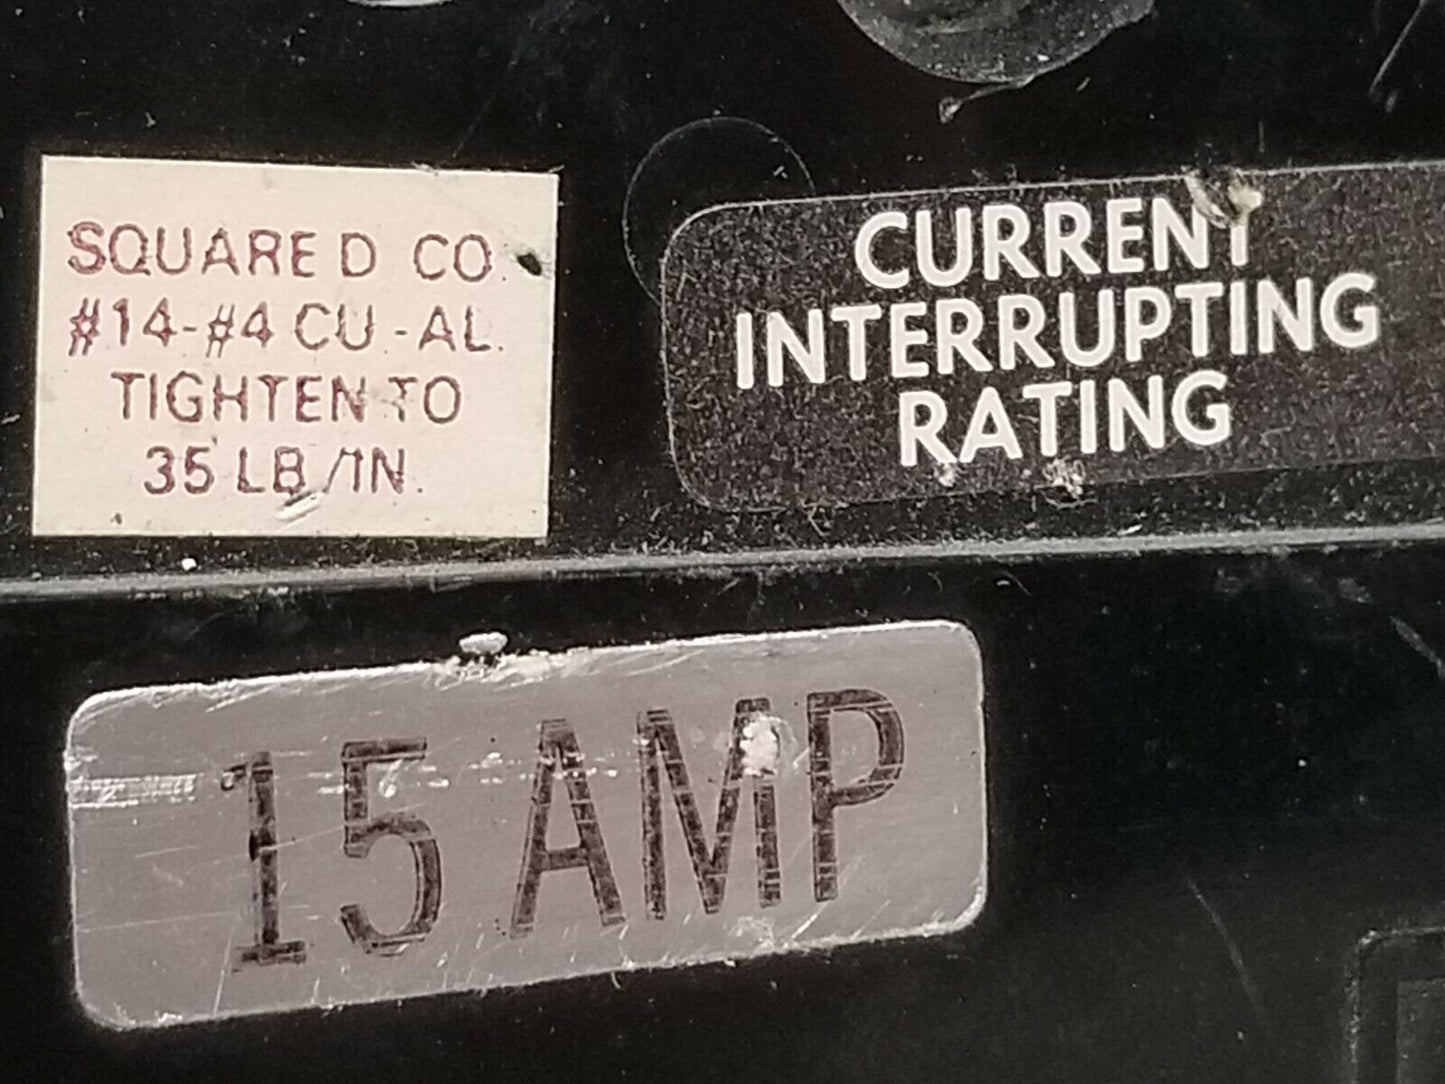 SQUARE D CO.
#14-#4 CU-AL.
TIGHTEN TO
35 LB/IN.
CURRENT
INTERRUPTING
RATING
15 AMP